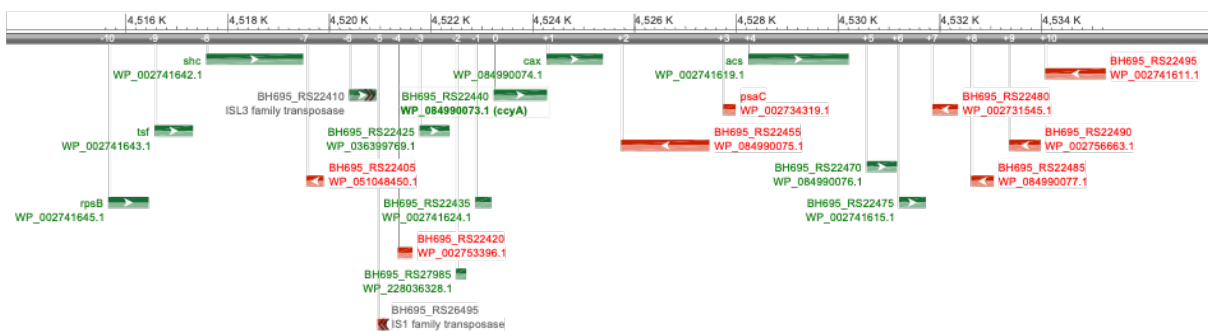 4,516 K 4,518 K 4,520 K 4,522 K 4,524 K 4,526 K 4,528 K 4,530 K 4,532 K 4,534 K
-10 -9 -8 -7 -6 -5 -4 -3 -2 -1 0 +1 +2 +3 +4 +5 +6 +7 +8 +9 +10
shc
WP_002741642.1
cax
WP_084990074.1
acs
WP_002741619.1
BH695_RS22495
WP_002741611.1
BH695_RS22410
ISL3 family transposase
BH695_RS22440
WP_084990073.1 (ccyA)
psaC
WP_002734319.1
BH695_RS22480
WP_002731545.1
tsf
WP_002741643.1
BH695_RS22425
WP_036399769.1
BH695_RS22455
WP_084990075.1
BH695_RS22490
WP_002756663.1
BH695_RS22405
WP_051048450.1
BH695_RS22470
WP_084990076.1
BH695_RS22485
WP_084990077.1
rpsB
WP_002741645.1
BH695_RS22435
WP_002741624.1
BH695_RS22475
WP_002741615.1
BH695_RS22420
WP_002753396.1
BH695_RS27985
WP_228036328.1
BH695_RS26495
IS1 family transposase